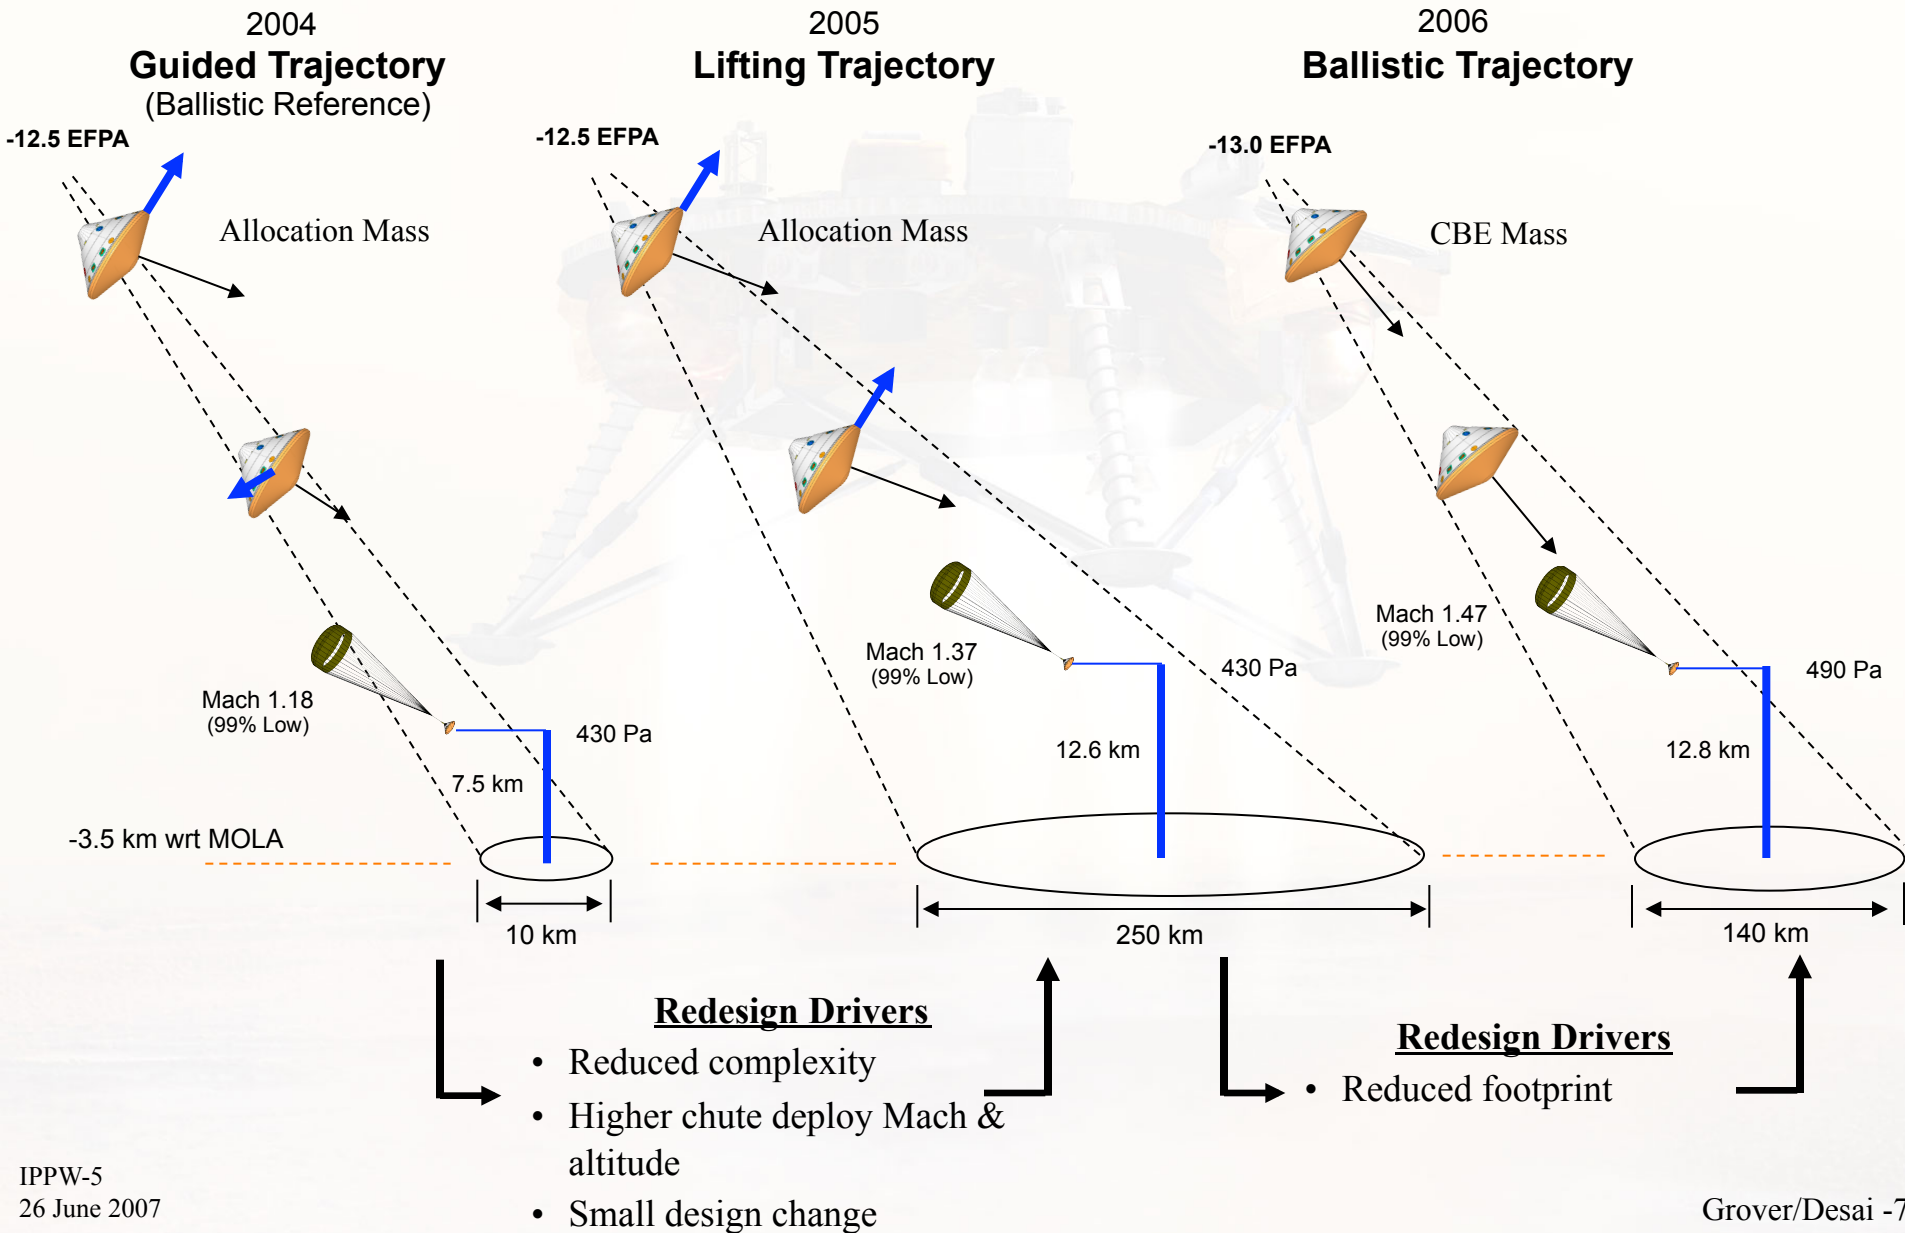 2004
Guided Trajectory
(Ballistic Reference)
-12.5 EFPA
Allocation Mass
Mach 1.18
(99% Low)
430 Pa
7.5 km
-3.5 km wrt MOLA
10 km
2005
Lifting Trajectory
-12.5 EFPA
Allocation Mass
Mach 1.37
(99% Low)
430 Pa
12.6 km
250 km
2006
Ballistic Trajectory
-13.0 EFPA
CBE Mass
Mach 1.47
(99% Low)
490 Pa
12.8 km
140 km
Redesign Drivers
• Reduced complexity
• Higher chute deploy Mach &
altitude
• Small design change
Redesign Drivers
• Reduced footprint
IPPW-5
26 June 2007
Grover/Desai -7